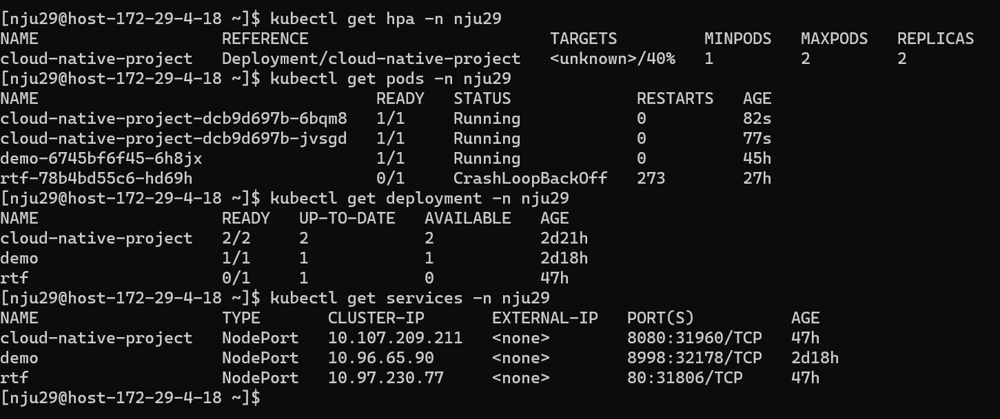 [nju29@host-172-29-4-18 ~]$ kubectl get hpa -n nju29
NAME                   REFERENCE                         TARGETS         MINPODS   MAXPODS   REPLICAS
cloud-native-project   Deployment/cloud-native-project   <unknown>/40%   1         2         2
[nju29@host-172-29-4-18 ~]$ kubectl get pods -n nju29
NAME                                   READY   STATUS             RESTARTS   AGE
cloud-native-project-dcb9d697b-6bqm8   1/1     Running            0          82s
cloud-native-project-dcb9d697b-jvsgd   1/1     Running            0          77s
demo-6745bf6f45-6h8jx                  1/1     Running            0          45h
rtf-78b4bd55c6-hd69h                   0/1     CrashLoopBackOff   273        27h
[nju29@host-172-29-4-18 ~]$ kubectl get deployment -n nju29
NAME                   READY   UP-TO-DATE   AVAILABLE   AGE
cloud-native-project   2/2     2            2           2d21h
demo                   1/1     1            1           2d18h
rtf                    0/1     1            0           47h
[nju29@host-172-29-4-18 ~]$ kubectl get services -n nju29
NAME                   TYPE       CLUSTER-IP       EXTERNAL-IP   PORT(S)          AGE
cloud-native-project   NodePort   10.107.209.211   <none>        8080:31960/TCP   47h
demo                   NodePort   10.96.65.90      <none>        8998:32178/TCP   2d18h
rtf                    NodePort   10.97.230.77     <none>        80:31806/TCP     47h
[nju29@host-172-29-4-18 ~]$